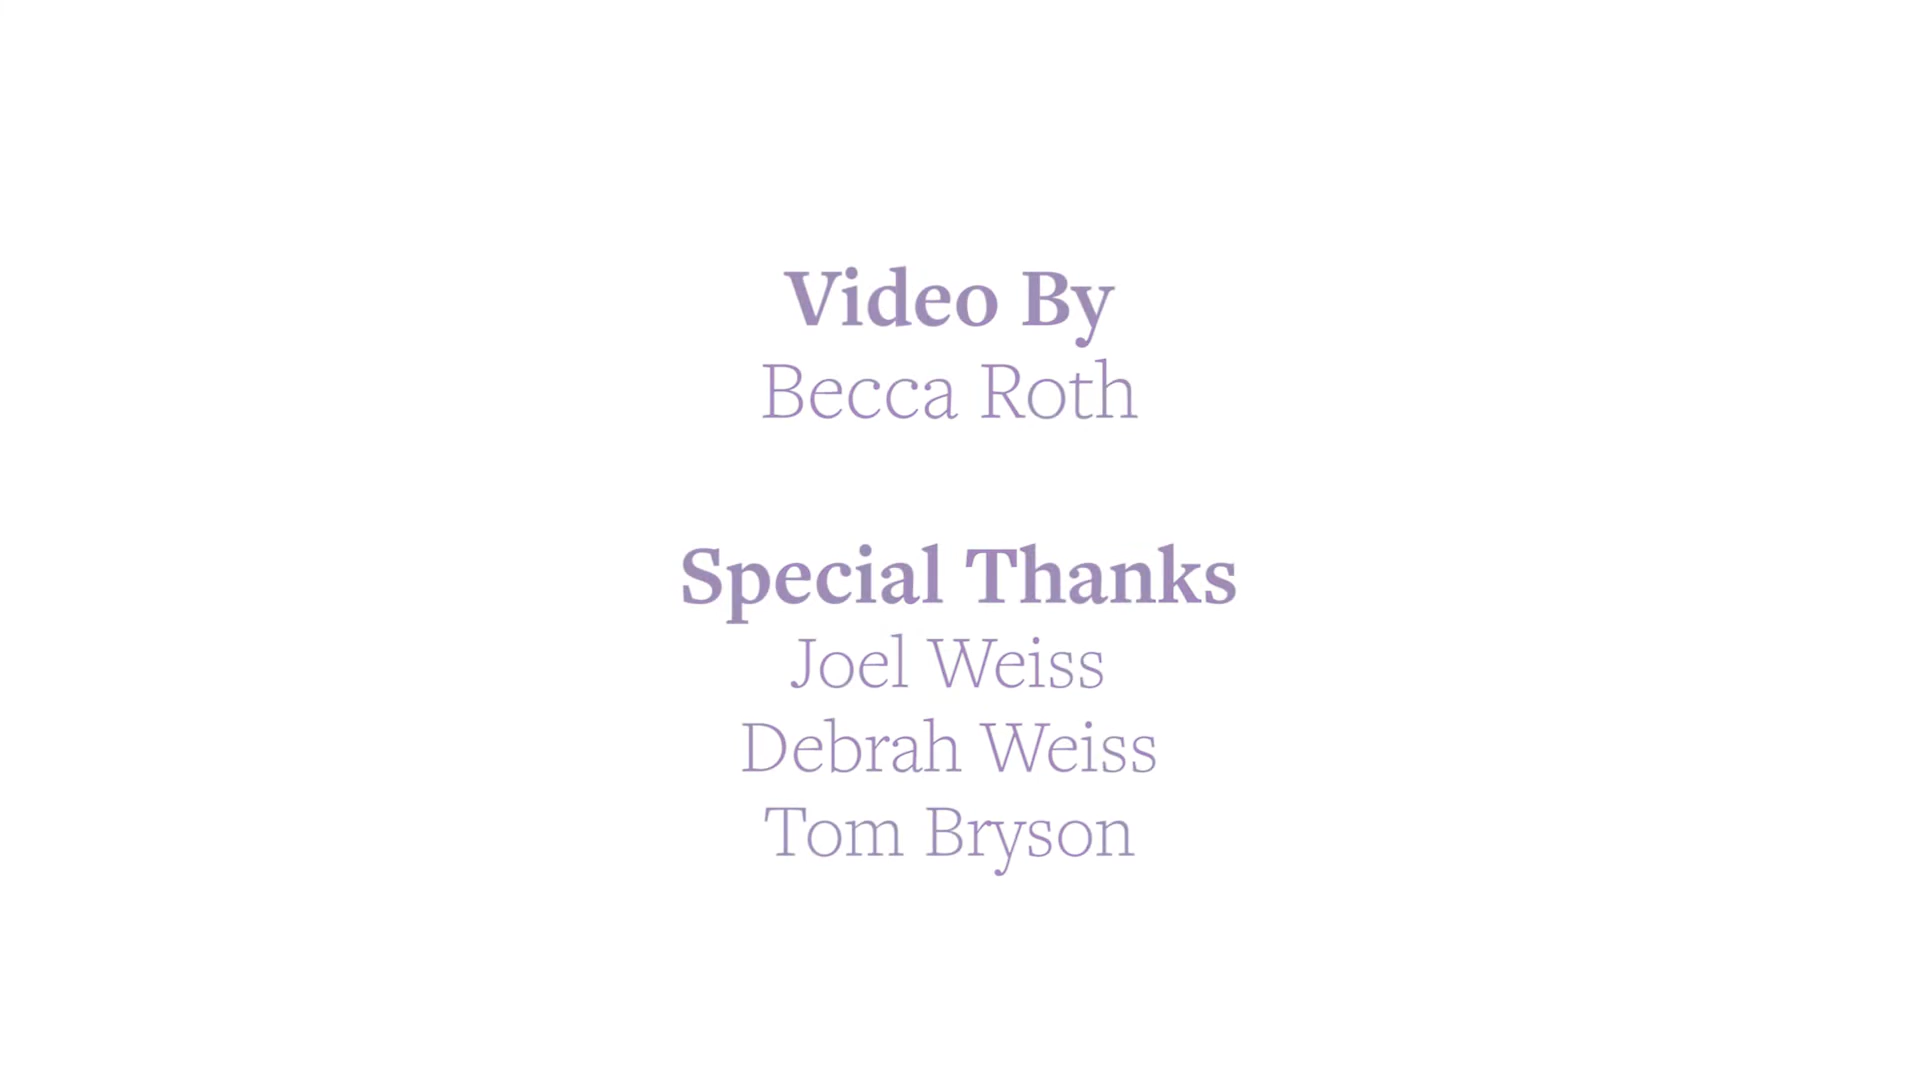 Video By
Becca Roth
Special Thanks
Joel Weiss
Debrah Weiss
Tom Bryson